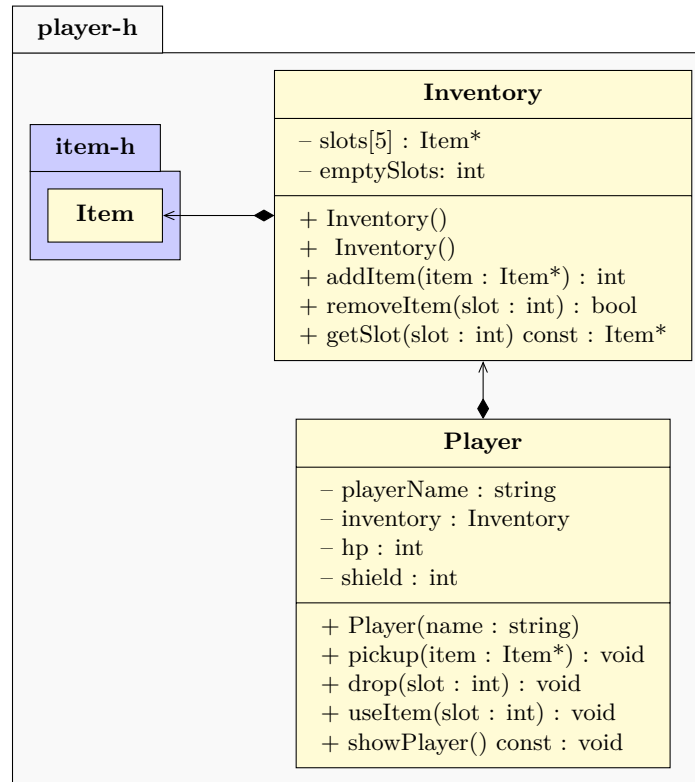 player-h
Inventory
– slots[5] : Item*
– emptySlots: int
+ Inventory()
+ Inventory()
+ addItem(item : Item*) : int
+ removeItem(slot : int) : bool
+ getSlot(slot : int) const : Item*
item-h
Item
Player
– playerName : string
– inventory : Inventory
– hp : int
– shield : int
+ Player(name : string)
+ pickup(item : Item*) : void
+ drop(slot : int) : void
+ useItem(slot : int) : void
+ showPlayer() const : void